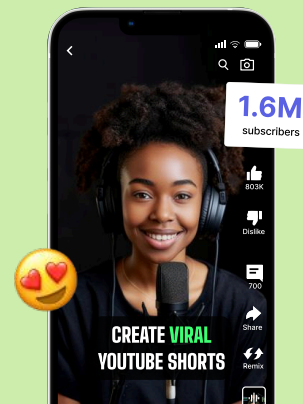 1.6M
subscribers
803K
Dislike
700
Share
Remix
CREATE VIRAL
YOUTUBE SHORTS